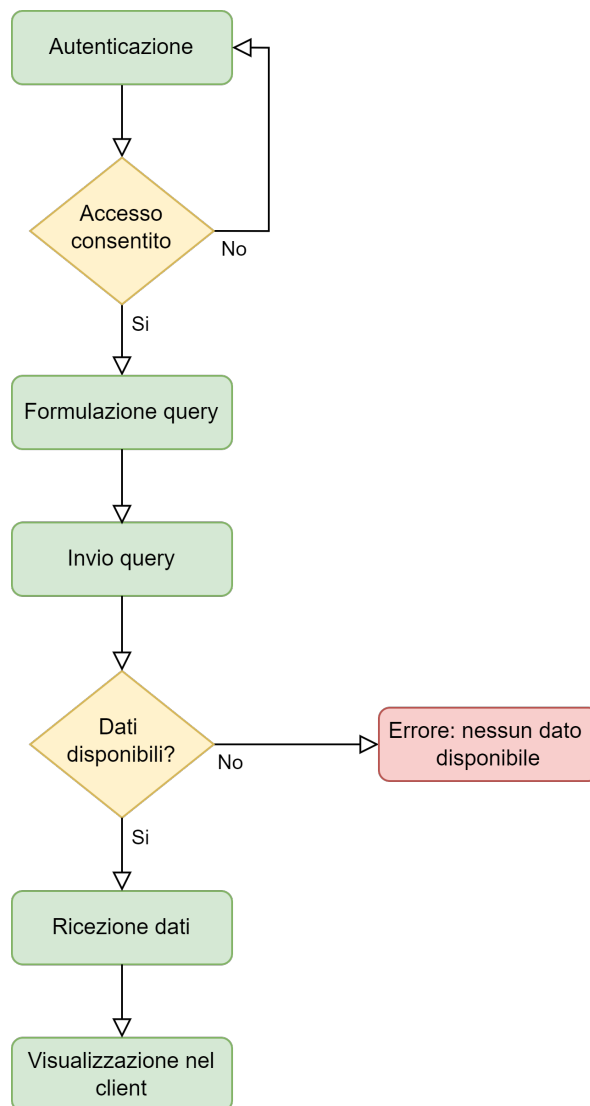 Autenticazione
Accesso
consentito
No
Si
Formulazione query
Invio query
Dati
disponibili?
No
Errore: nessun dato
disponibile
Si
Ricezione dati
Visualizzazione nel
client